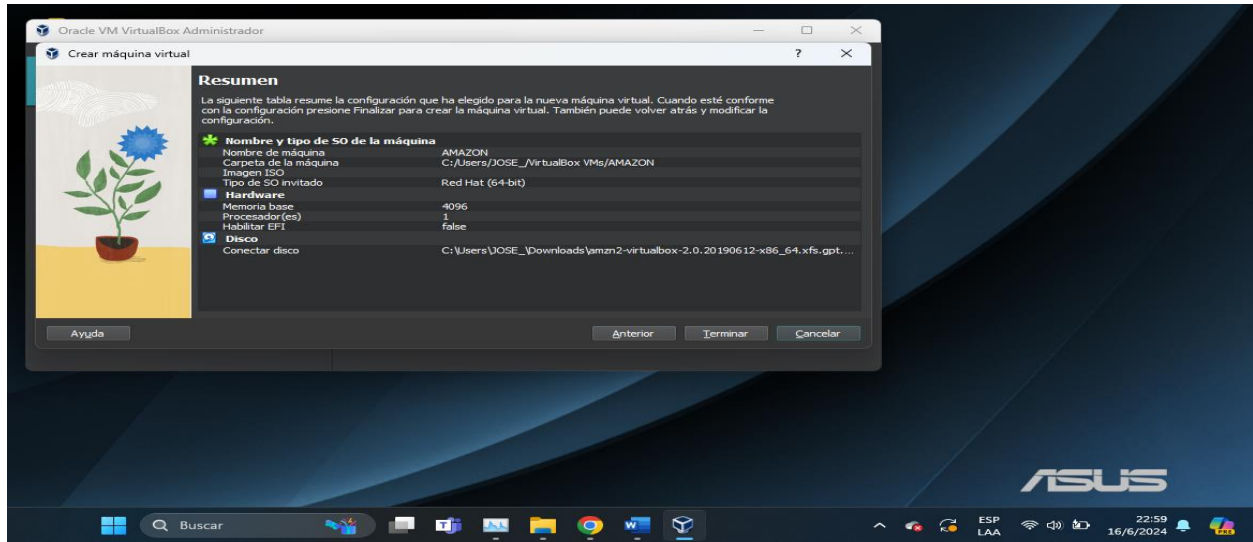 Oracle VM VirtualBox Administrador
Crear máquina virtual
Resumen
La siguiente tabla resume la configuración que ha elegido para la nueva máquina virtual. Cuando esté conforme
con la configuración presione Finalizar para crear la máquina virtual. También puede volver atrás y modificar la
configuración.
Nombre y tipo de SO de la máquina
Nombre de máquina AMAZON
Carpeta de la máquina C:/Users/JOSE_/VirtualBox VMs/AMAZON
Imagen ISO
Tipo de SO invitado Red Hat (64-bit)
Hardware
Memoria base 4096
Procesador(es) 1
Habilitar EFI false
Disco
Conectar disco C:\Users\JOSE_\Downloads\amzn2-virtualbox-2.0.20190612-x86_64.xfs.gpt....
Ayuda Anterior Terminar Cancelar
ASUS
Buscar
ESP 22:59
LAA 16/6/2024
PRE